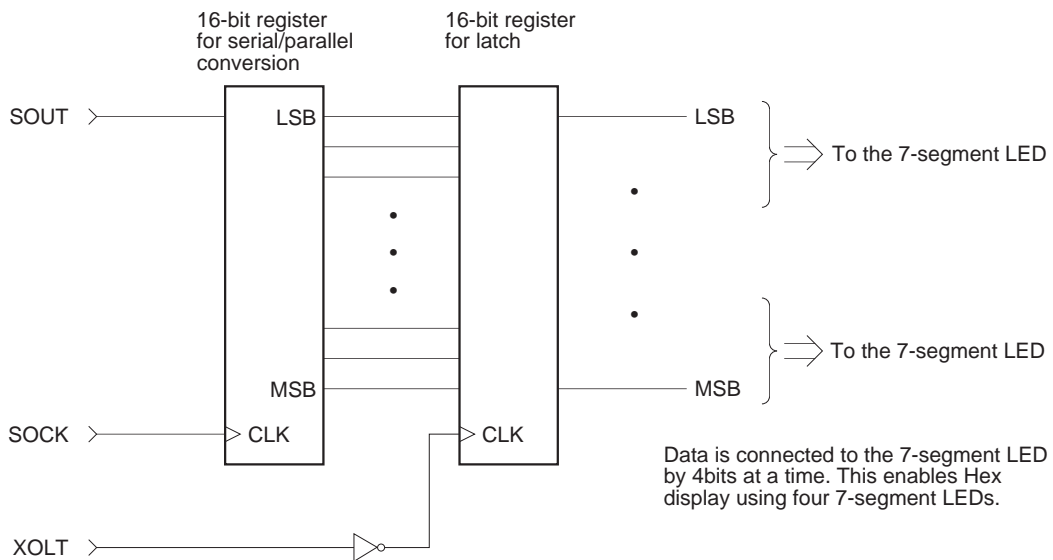 16-bit register
for serial/parallel
conversion
16-bit register
for latch
SOUT
LSB
LSB
To the 7-segment LED
To the 7-segment LED
MSB
MSB
SOCK
CLK
CLK
Data is connected to the 7-segment LED
by 4bits at a time. This enables Hex
display using four 7-segment LEDs.
XOLT